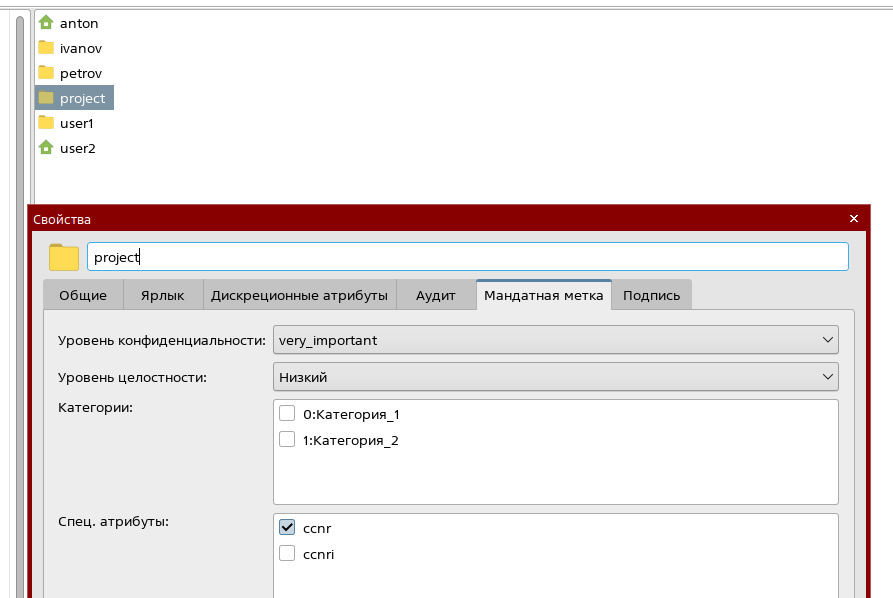 anton
ivanov
petrov
project
user1
user2
Свойства
project
Общие Ярлык Дискреционные атрибуты Аудит Мандатная метка Подпись
Уровень конфиденциальности: very_important
Уровень целостности: Низкий
Категории: 0:Категория_1
1:Категория_2
Спец. атрибуты: ccnr
ccnri